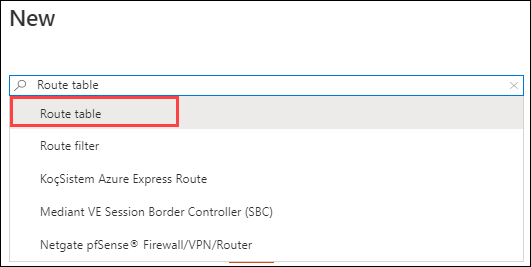 New
Route table
Route table
Route filter
KoçSistem Azure Express Route
Mediant VE Session Border Controller (SBC)
Netgate pfSense® Firewall/VPN/Router